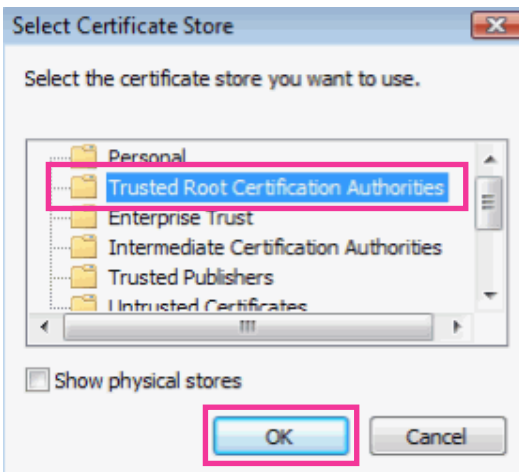 Select Certificate Store
Select the certificate store you want to use.
Personal
Trusted Root Certification Authorities
Enterprise Trust
Intermediate Certification Authorities
Trusted Publishers
Untrusted Certificates
Show physical stores
OK
Cancel